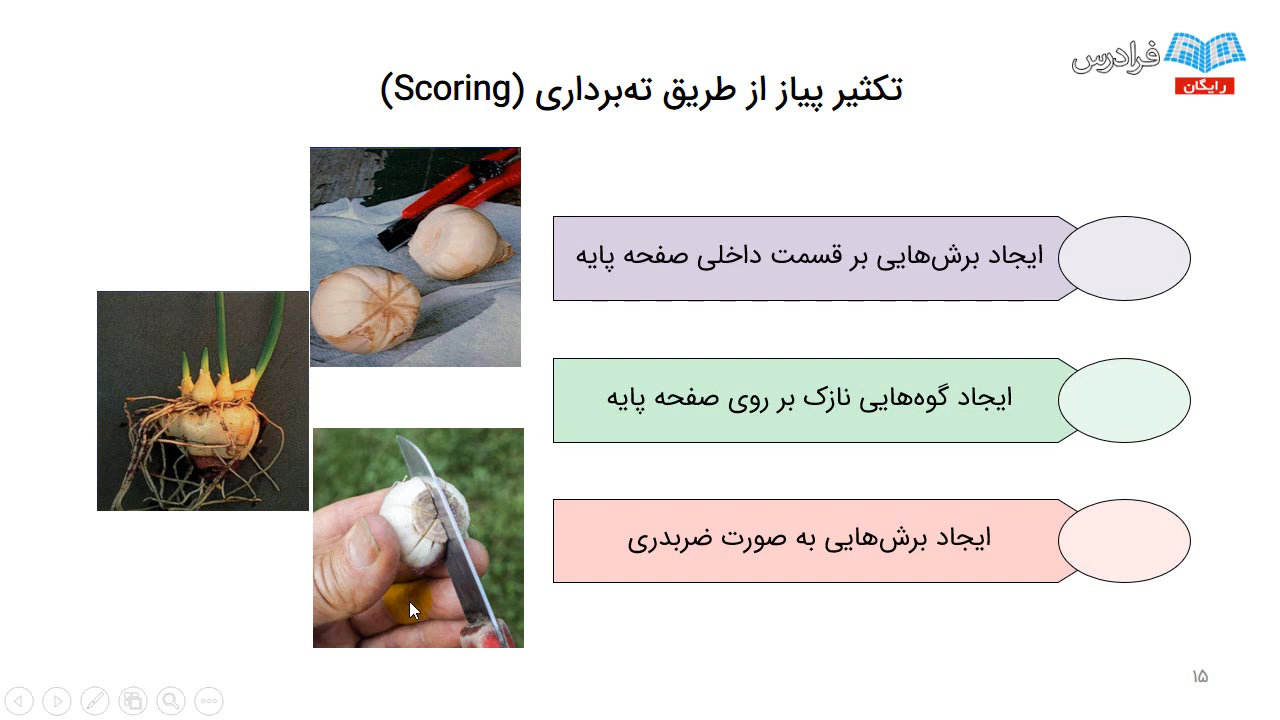 فرادرس
رایگان
تکثیر پیاز از طریق ته‌برداری (Scoring)
ایجاد برش‌هایی بر قسمت داخلی صفحه پایه
ایجاد گوه‌هایی نازک بر روی صفحه پایه
ایجاد برش‌هایی به صورت ضربدری
۱۵